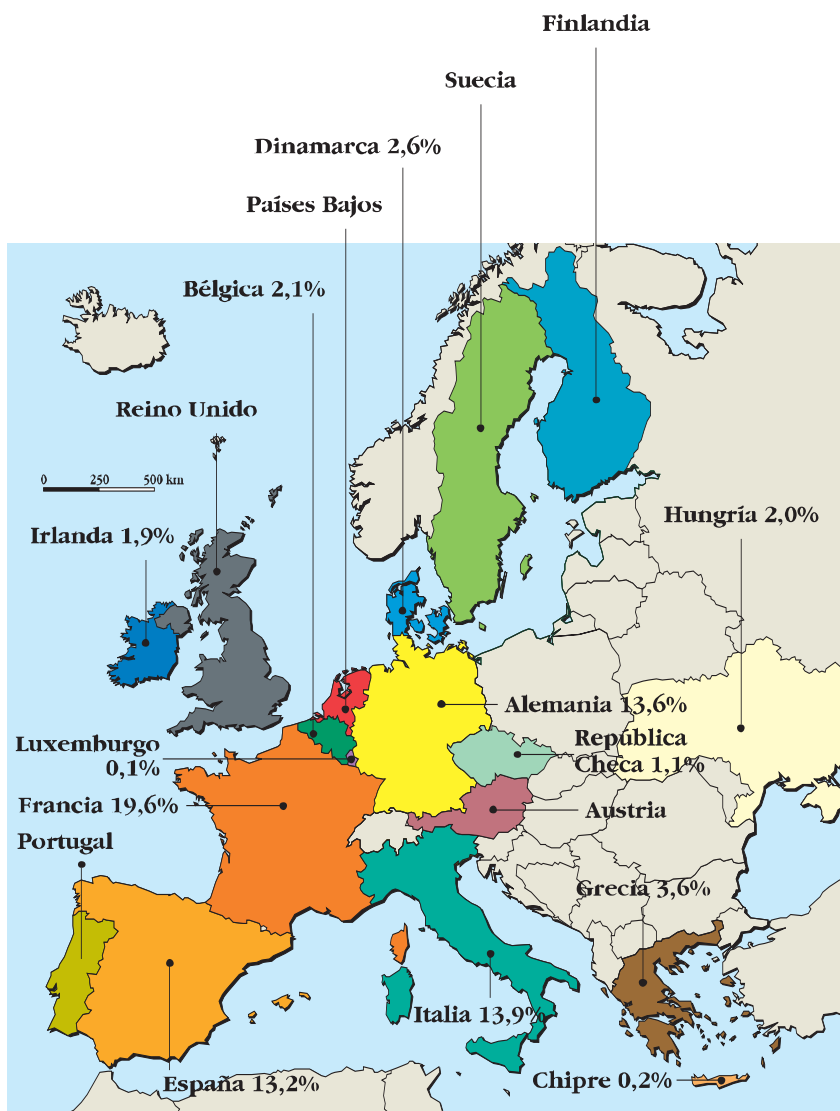 Finlandia
Suecia
Dinamarca 2,6%
Países Bajos
Bélgica 2,1%
Reino Unido
0 250 500 km
Irlanda 1,9%
Hungría 2,0%
Alemania 13,6%
República
Checa 1,1%
Luxemburgo
0,1%
Francia 19,6%
Austria
Portugal
Grecia 3,6%
Italia 13,9%
España 13,2%
Chipre 0,2%